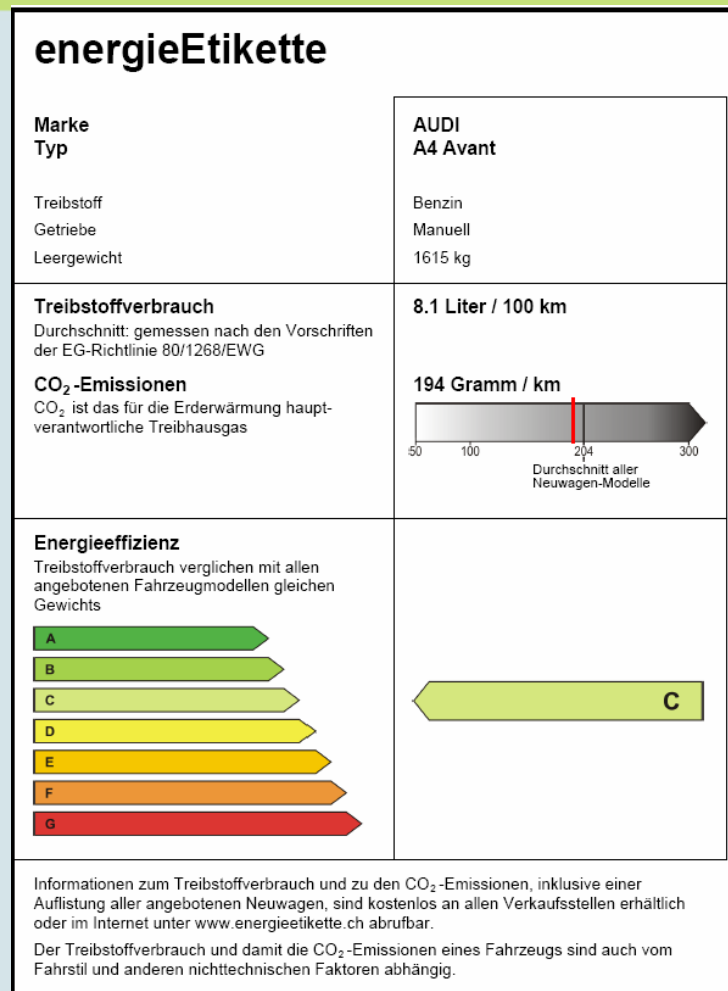 energieEtikette
Marke
Typ
AUDI
A4 Avant
Treibstoff
Benzin
Getriebe
Manuell
Leergewicht
1615 kg
Treibstoffverbrauch
8.1 Liter / 100 km
Durchschnitt: gemessen nach den Vorschriften
der EG-Richtlinie 80/1268/EWG
CO₂-Emissionen
194 Gramm / km
CO₂ ist das für die Erderwärmung haupt-
verantwortliche Treibhausgas
50 100 204 300
Durchschnitt aller
Neuwagen-Modelle
Energieeffizienz
Treibstoffverbrauch verglichen mit allen
angebotenen Fahrzeugmodellen gleichen
Gewichts
A
B
C
D
E
F
G
C
Informationen zum Treibstoffverbrauch und zu den CO₂-Emissionen, inklusive einer
Auflistung aller angebotenen Neuwagen, sind kostenlos an allen Verkaufsstellen erhältlich
oder im Internet unter www.energieetikette.ch abrufbar.
Der Treibstoffverbrauch und damit die CO₂-Emissionen eines Fahrzeugs sind auch vom
Fahrstil und anderen nichttechnischen Faktoren abhängig.